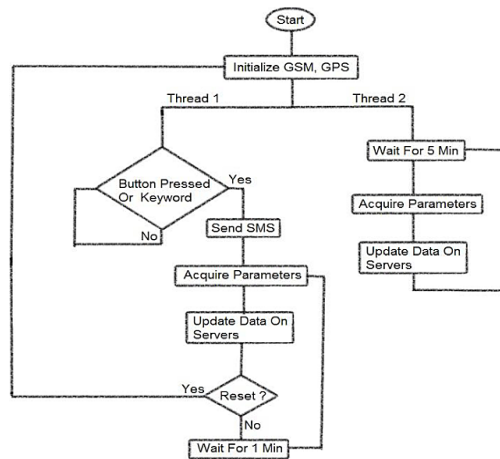 Start
Initialize GSM, GPS
Thread 1
Thread 2
Button Pressed
Or Keyword
Yes
No
Send SMS
Acquire Parameters
Update Data On
Servers
Reset ?
Yes
No
Wait For 1 Min
Wait For 5 Min
Acquire Parameters
Update Data On
Servers